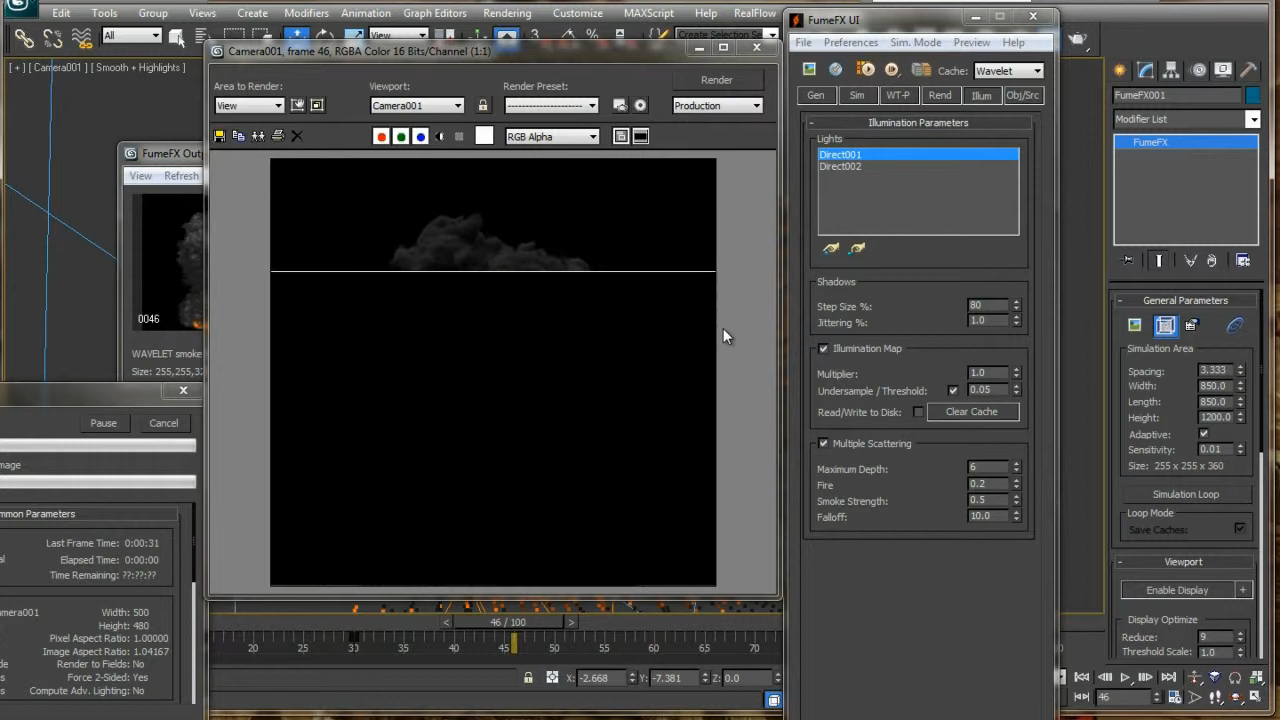 Edit Tools Group Views Create Modifiers Animation Graph Editors Rendering Customize MAXScript Help RealFlow
All View Create Selection Se
[ + ] [ Camera001 ] [ Smooth + Highlights ]
Camera001, frame 46, RGBA Color 16 Bits/Channel (1:1)
Area to Render: Viewport: Render Preset: Render
View Camera001 Production
RGB Alpha
FumeFX Outp
View Refresh
0046
WAVELET smoke
Size: 255,255,32
Pause Cancel
mage
ommon Parameters
Last Frame Time: 0:00:31
al Elapsed Time: 0:00:00
Time Remaining: ??:??:??
amera001 Width: 500
Height: 480
Pixel Aspect Ratio: 1.00000
Image Aspect Ratio: 1.04167
Render to Fields: No
Force 2-Sided: Yes
Compute Adv. Lighting: No
< 46 / 100 >
20 25 30 35 40 45 50 55 60 65 70
X: -2.668 Y: -7.381 Z: 0.0
FumeFX UI
File Preferences Sim. Mode Preview Help
Cache: Wavelet
Gen Sim WT-P Rend Illum Obj/Src
- Illumination Parameters
Lights
Direct001
Direct002
Shadows
Step Size %: 80
Jittering %: 1.0
Illumination Map
Multiplier: 1.0
Undersample / Threshold: 0.05
Read/Write to Disk: Clear Cache
Multiple Scattering
Maximum Depth: 6
Fire 0.2
Smoke Strength: 0.5
Falloff: 10.0
FumeFX001
Modifier List
FumeFX
- General Parameters
Simulation Area
Spacing: 3.333
Width: 850.0
Length: 850.0
Height: 1200.0
Adaptive:
Sensitivity: 0.01
Size: 255 x 255 x 360
Simulation Loop
Loop Mode
Save Caches:
- Viewport
Enable Display +
Display Optimize
Reduce: 9
Threshold Scale: 1.0
46